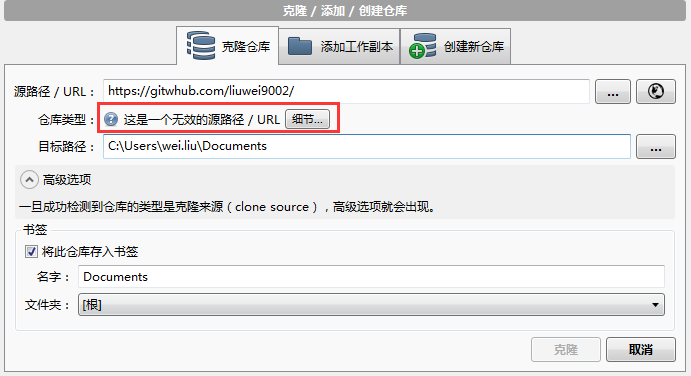 克隆 / 添加 / 创建仓库
克隆仓库 添加工作副本 创建新仓库
源路径 / URL： https://gitwhub.com/liuwei9002/ ...
仓库类型： 这是一个无效的源路径 / URL 细节...
目标路径： C:\Users\wei.liu\Documents ...
高级选项
一旦成功检测到仓库的类型是克隆来源（clone source），高级选项就会出现。
书签
将此仓库存入书签
名字： Documents
文件夹： [根]
克隆 取消